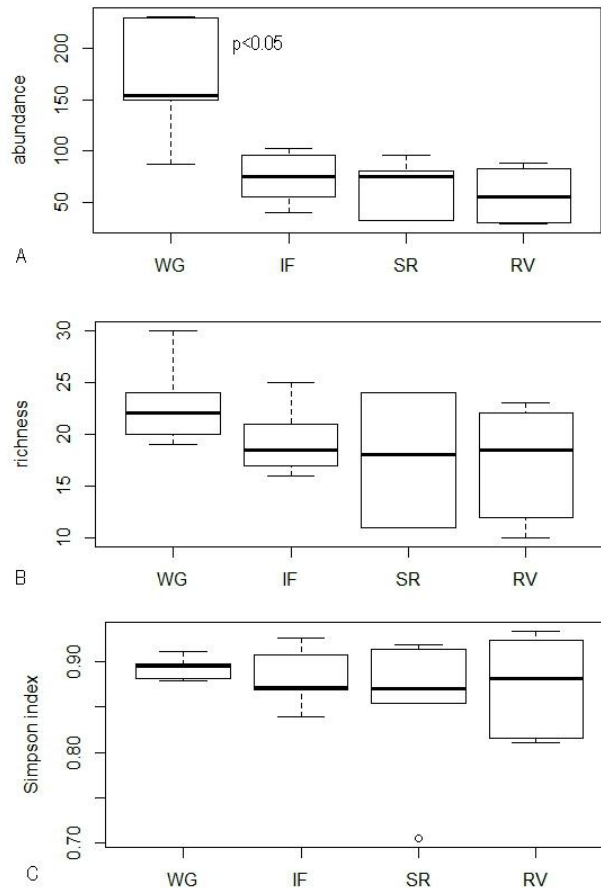 200
150
100
50
abundance
p<0.05
A
WG IF SR RV
30
25
20
15
10
richness
B
WG IF SR RV
0.90
0.80
0.70
Simpson index
C
WG IF SR RV